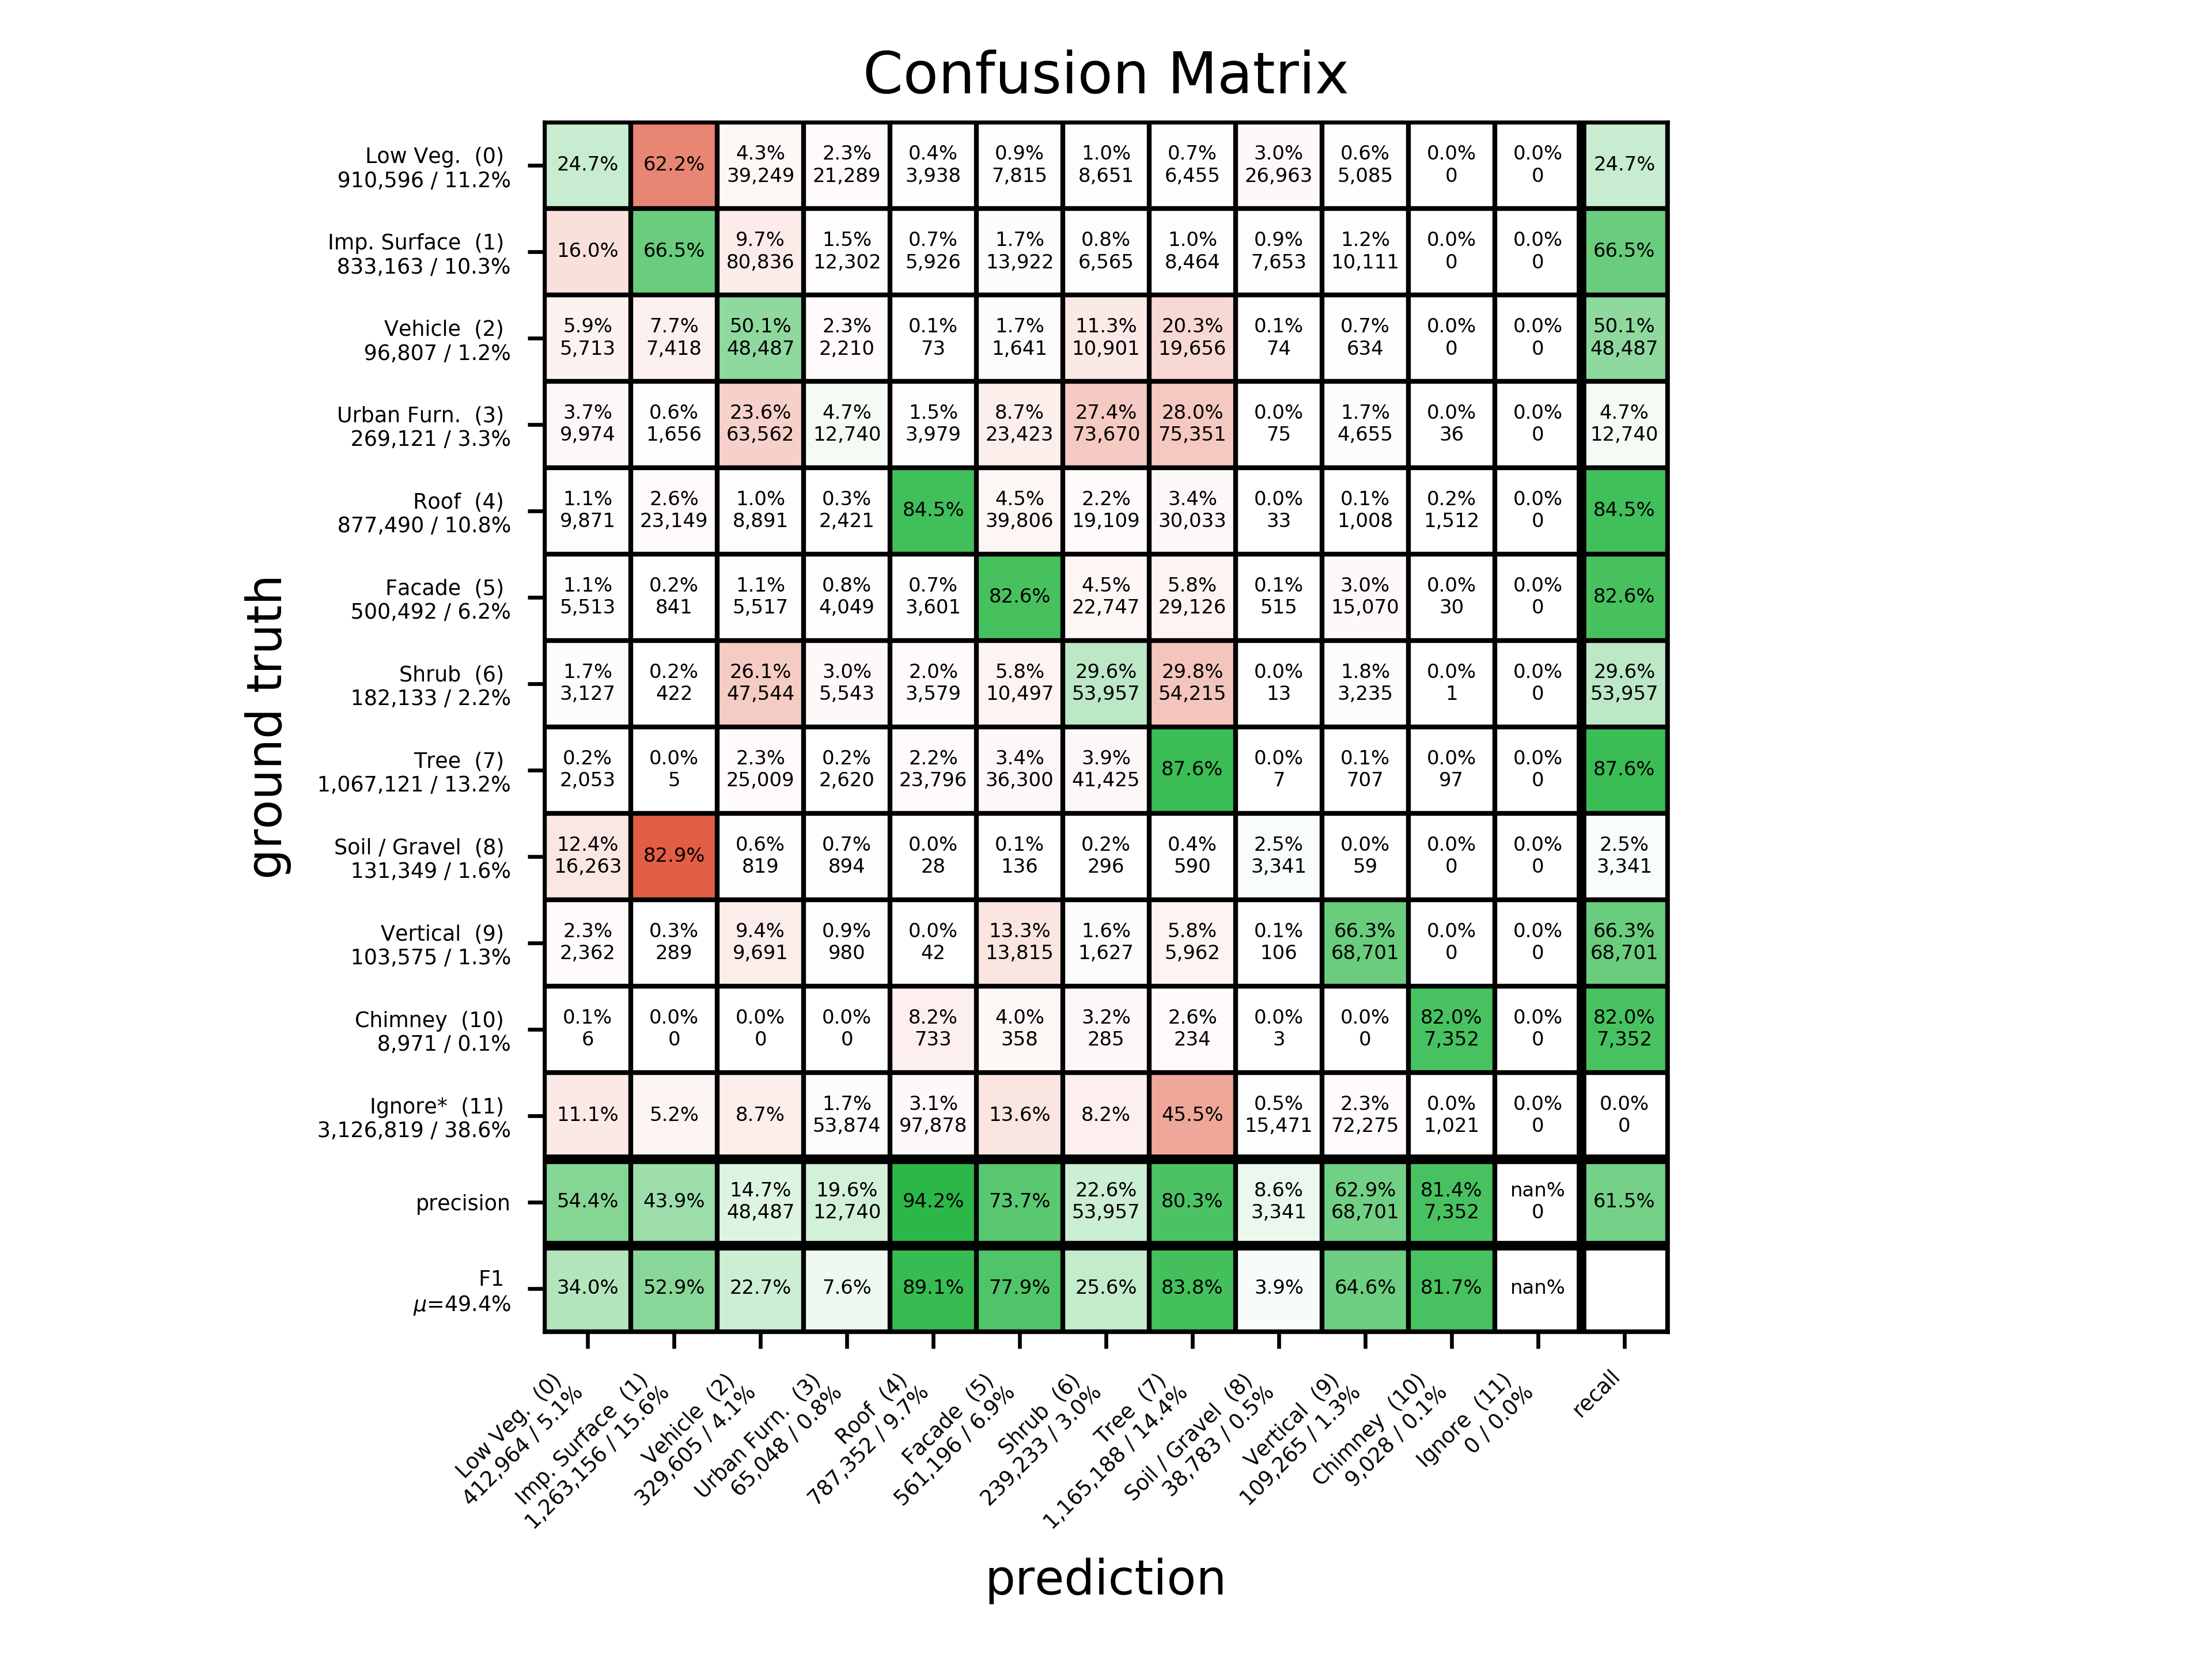 Confusion Matrix
ground truth
Low Veg. (0)
910,596 / 11.2%
24.7% 62.2% 4.3% 2.3% 0.4% 0.9% 1.0% 0.7% 3.0% 0.6% 0.0% 0.0% 24.7%
39,249 21,289 3,938 7,815 8,651 6,455 26,963 5,085 0 0
Imp. Surface (1)
833,163 / 10.3%
16.0% 66.5% 9.7% 1.5% 0.7% 1.7% 0.8% 1.0% 0.9% 1.2% 0.0% 0.0% 66.5%
80,836 12,302 5,926 13,922 6,565 8,464 7,653 10,111 0 0
Vehicle (2)
96,807 / 1.2%
5.9% 7.7% 50.1% 2.3% 0.1% 1.7% 11.3% 20.3% 0.1% 0.7% 0.0% 0.0% 50.1%
5,713 7,418 48,487 2,210 73 1,641 10,901 19,656 74 634 0 0 48,487
Urban Furn. (3)
269,121 / 3.3%
3.7% 0.6% 23.6% 4.7% 1.5% 8.7% 27.4% 28.0% 0.0% 1.7% 0.0% 0.0% 4.7%
9,974 1,656 63,562 12,740 3,979 23,423 73,670 75,351 75 4,655 36 0 12,740
Roof (4)
877,490 / 10.8%
1.1% 2.6% 1.0% 0.3% 84.5% 4.5% 2.2% 3.4% 0.0% 0.1% 0.2% 0.0% 84.5%
9,871 23,149 8,891 2,421 39,806 19,109 30,033 33 1,008 1,512 0
Facade (5)
500,492 / 6.2%
1.1% 0.2% 1.1% 0.8% 0.7% 82.6% 4.5% 5.8% 0.1% 3.0% 0.0% 0.0% 82.6%
5,513 841 5,517 4,049 3,601 22,747 29,126 515 15,070 30 0
Shrub (6)
182,133 / 2.2%
1.7% 0.2% 26.1% 3.0% 2.0% 5.8% 29.6% 29.8% 0.0% 1.8% 0.0% 0.0% 29.6%
3,127 422 47,544 5,543 3,579 10,497 53,957 54,215 13 3,235 1 0 53,957
Tree (7)
1,067,121 / 13.2%
0.2% 0.0% 2.3% 0.2% 2.2% 3.4% 3.9% 87.6% 0.0% 0.1% 0.0% 0.0% 87.6%
2,053 5 25,009 2,620 23,796 36,300 41,425 7 707 97 0
Soil / Gravel (8)
131,349 / 1.6%
12.4% 82.9% 0.6% 0.7% 0.0% 0.1% 0.2% 0.4% 2.5% 0.0% 0.0% 0.0% 2.5%
16,263 819 894 28 136 296 590 3,341 59 0 0 3,341
Vertical (9)
103,575 / 1.3%
2.3% 0.3% 9.4% 0.9% 0.0% 13.3% 1.6% 5.8% 0.1% 66.3% 0.0% 0.0% 66.3%
2,362 289 9,691 980 42 13,815 1,627 5,962 106 68,701 0 0 68,701
Chimney (10)
8,971 / 0.1%
0.1% 0.0% 0.0% 0.0% 8.2% 4.0% 3.2% 2.6% 0.0% 0.0% 82.0% 0.0% 82.0%
6 0 0 0 733 358 285 234 3 0 7,352 0 7,352
Ignore* (11)
3,126,819 / 38.6%
11.1% 5.2% 8.7% 1.7% 3.1% 13.6% 8.2% 45.5% 0.5% 2.3% 0.0% 0.0% 0.0%
53,874 97,878 15,471 72,275 1,021 0 0
precision
54.4% 43.9% 14.7% 19.6% 94.2% 73.7% 22.6% 80.3% 8.6% 62.9% 81.4% nan% 61.5%
48,487 12,740 53,957 3,341 68,701 7,352 0
F1
μ=49.4%
34.0% 52.9% 22.7% 7.6% 89.1% 77.9% 25.6% 83.8% 3.9% 64.6% 81.7% nan%
Low Veg. (0)
412,964 / 5.1%
Imp. Surface (1)
1,263,156 / 15.6%
Vehicle (2)
329,605 / 4.1%
Urban Furn. (3)
65,048 / 0.8%
Roof (4)
787,352 / 9.7%
Facade (5)
561,196 / 6.9%
Shrub (6)
239,233 / 3.0%
Tree (7)
1,165,188 / 14.4%
Soil / Gravel (8)
38,783 / 0.5%
Vertical (9)
109,265 / 1.3%
Chimney (10)
9,028 / 0.1%
Ignore (11)
0 / 0.0%
recall
prediction